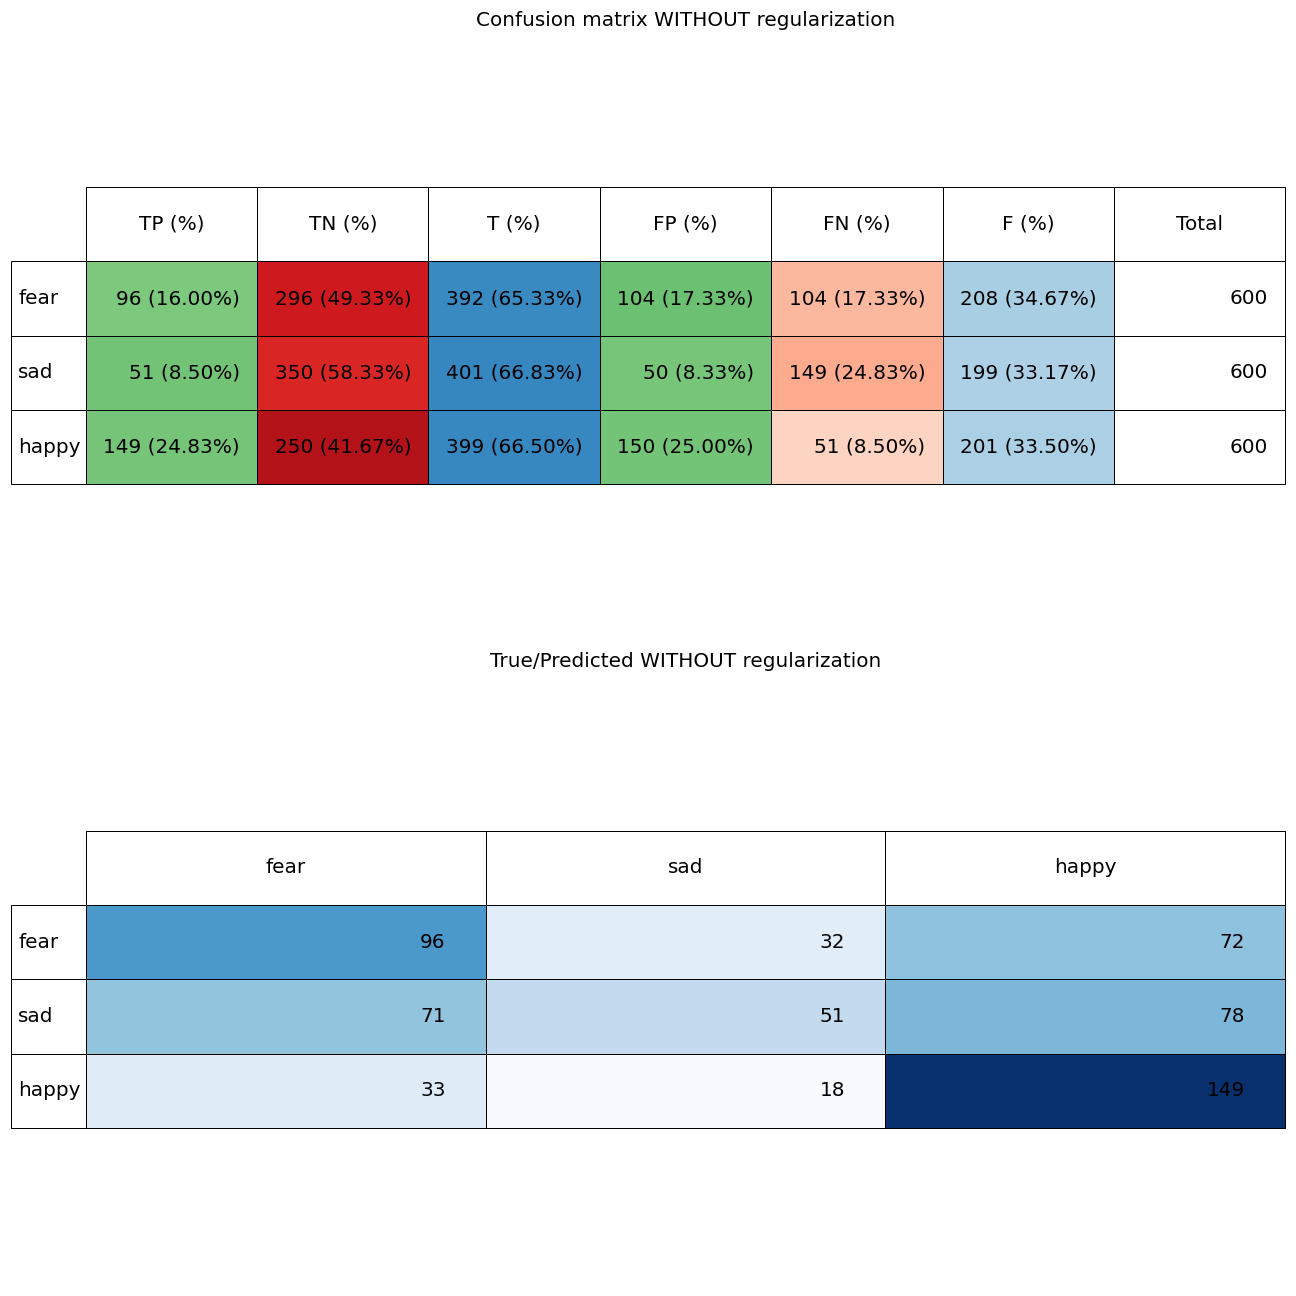 Confusion matrix WITHOUT regularization
TP (%) TN (%) T (%) FP (%) FN (%) F (%) Total
fear 96 (16.00%) 296 (49.33%) 392 (65.33%) 104 (17.33%) 104 (17.33%) 208 (34.67%) 600
sad 51 (8.50%) 350 (58.33%) 401 (66.83%) 50 (8.33%) 149 (24.83%) 199 (33.17%) 600
happy 149 (24.83%) 250 (41.67%) 399 (66.50%) 150 (25.00%) 51 (8.50%) 201 (33.50%) 600
True/Predicted WITHOUT regularization
fear sad happy
fear 96 32 72
sad 71 51 78
happy 33 18 149